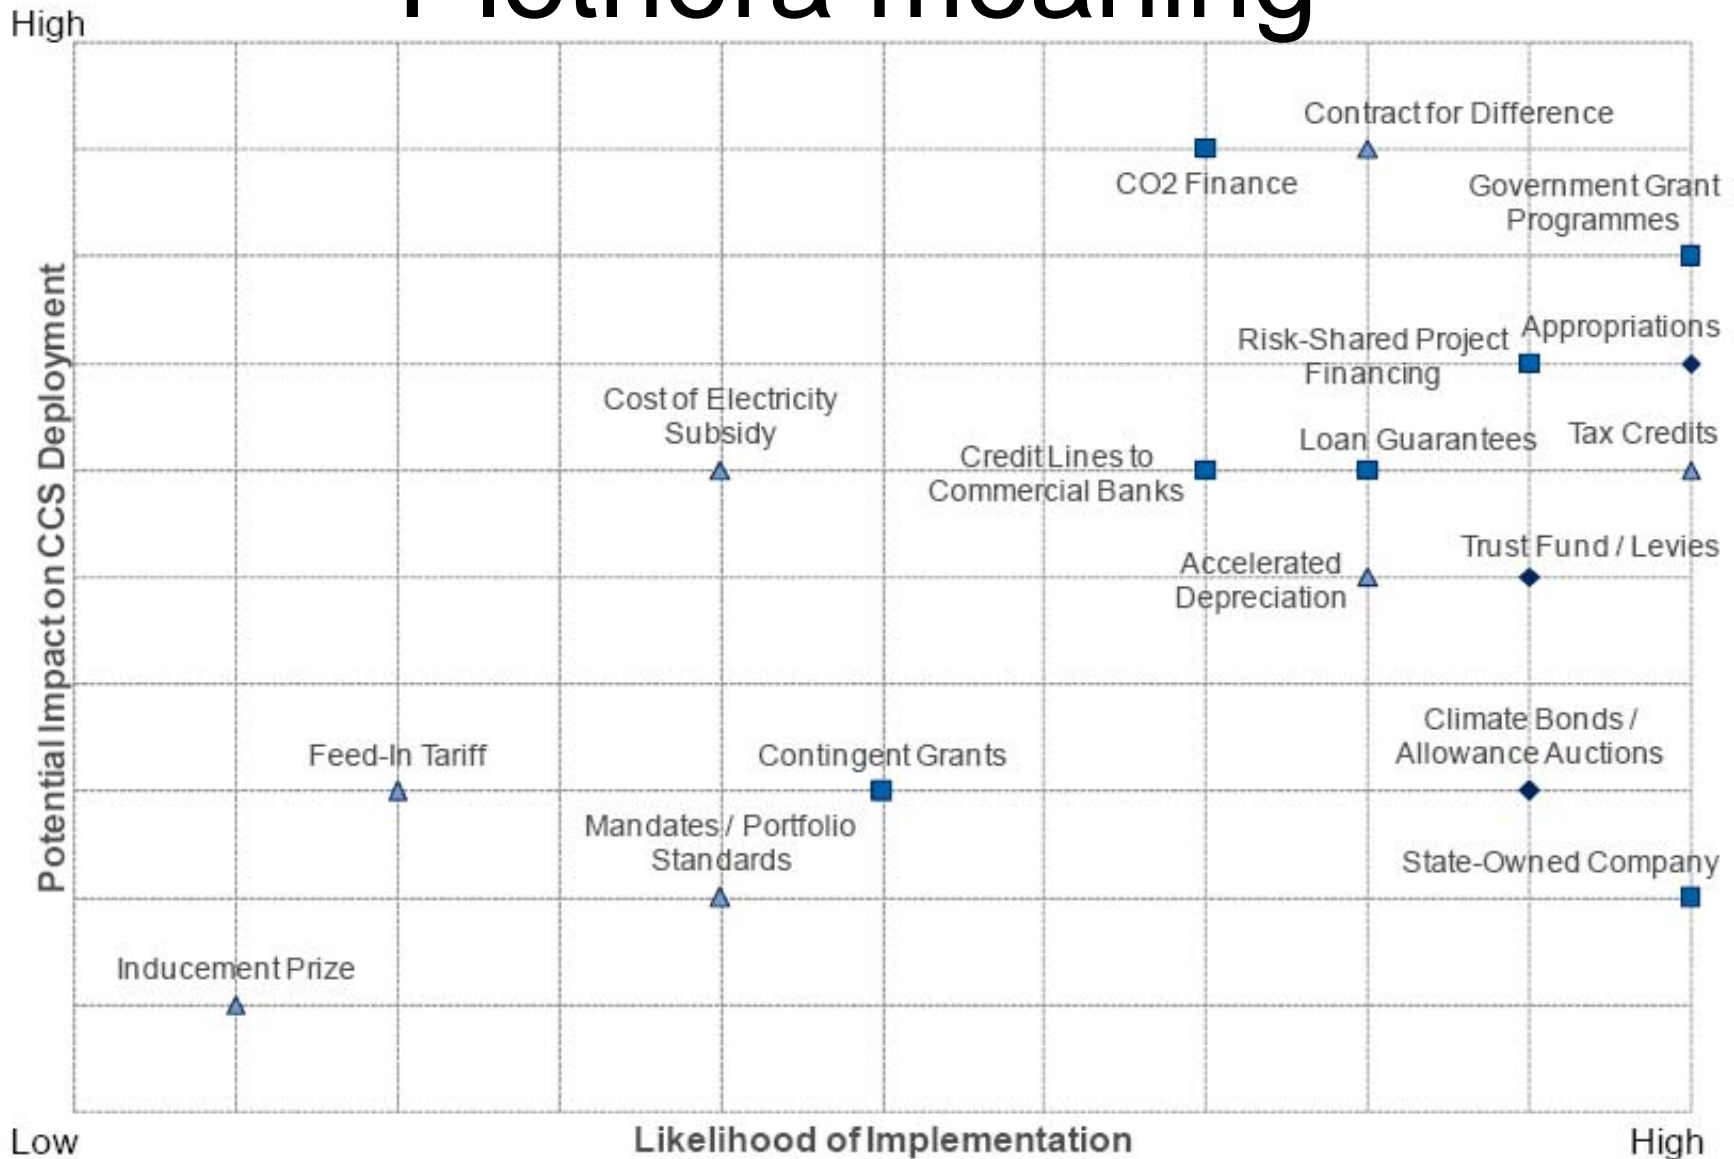 Plethora meaning
High
Contract for Difference
CO2 Finance
Government Grant
Programmes
Appropriations
Risk-Shared Project
Financing
Cost of Electricity
Subsidy
Loan Guarantees
Tax Credits
Credit Lines to
Commercial Banks
Trust Fund / Levies
Accelerated
Depreciation
Potential Impact on CCS Deployment
Climate Bonds /
Allowance Auctions
Feed-In Tariff
Contingent Grants
Mandates / Portfolio
Standards
State-Owned Company
Inducement Prize
Low
Likelihood of Implementation
High